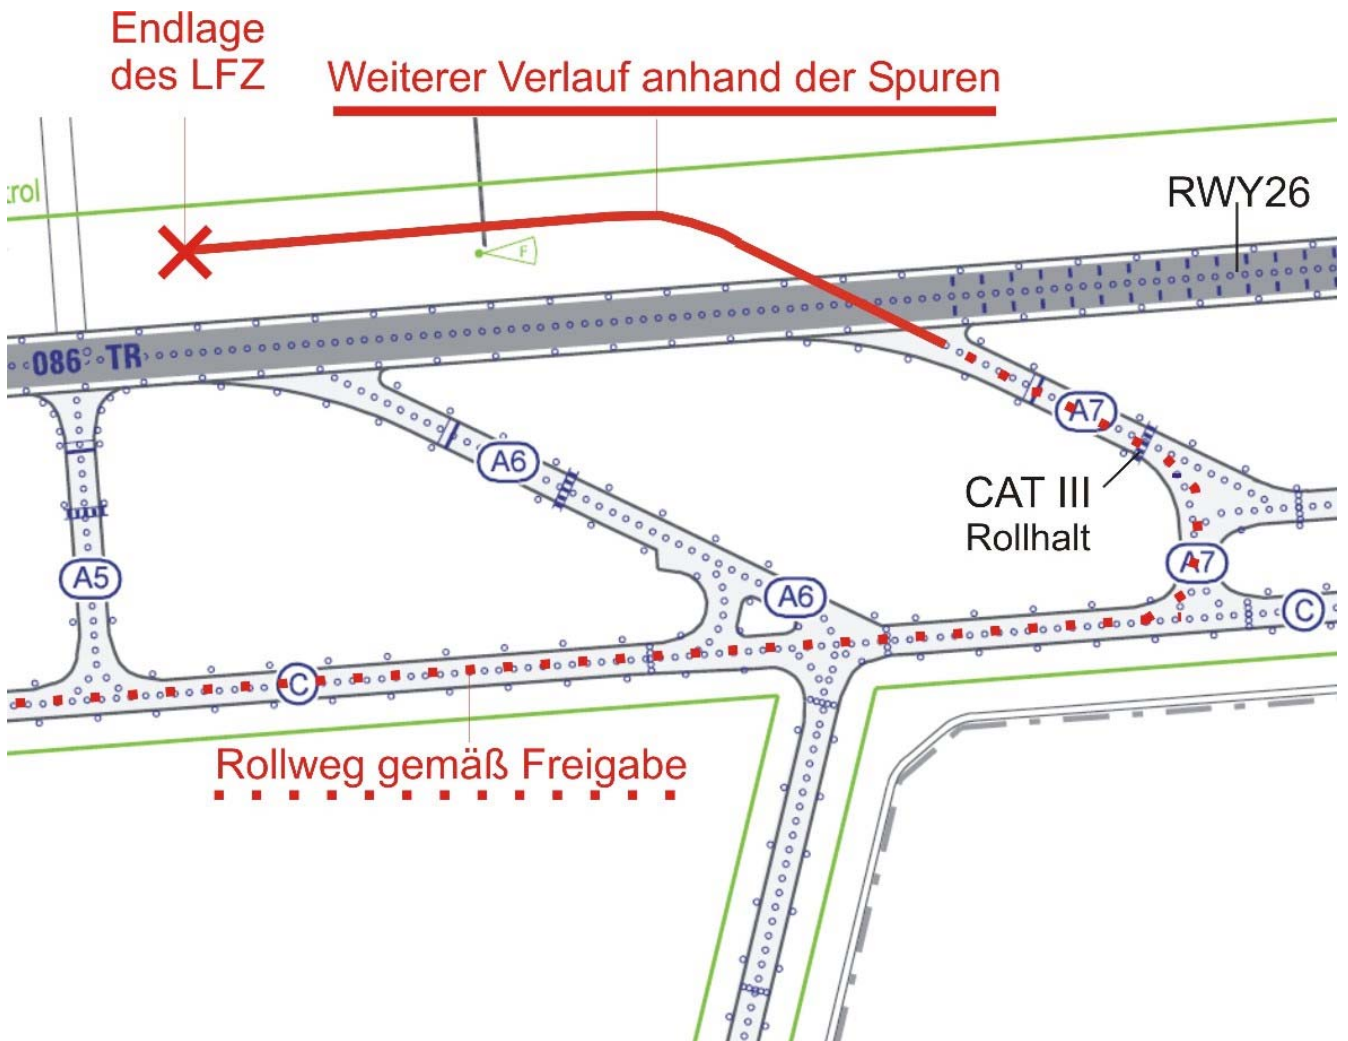 Endlage
des LFZ
Weiterer Verlauf anhand der Spuren
trol
RWY26
F
086° TR
A7
A6
CAT III
Rollhalt
A5
A7
A6
C
C
Rollweg gemäß Freigabe